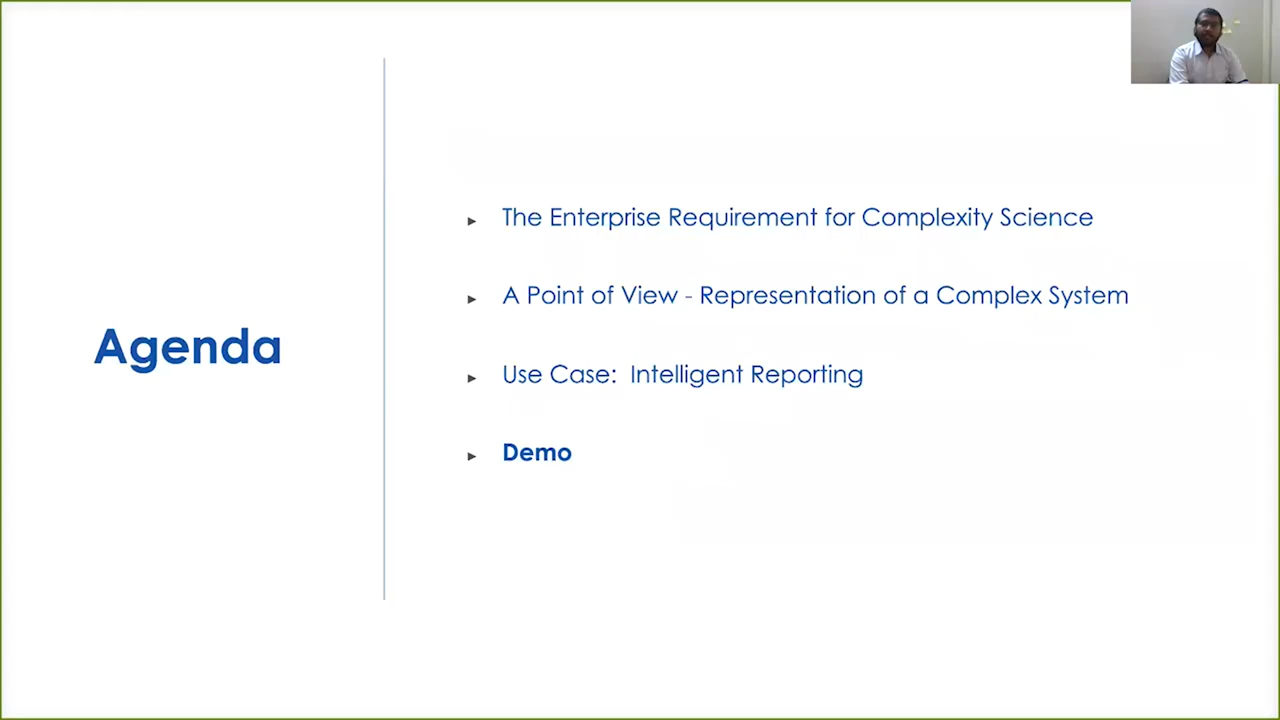 Agenda
The Enterprise Requirement for Complexity Science
A Point of View - Representation of a Complex System
Use Case:  Intelligent Reporting
Demo